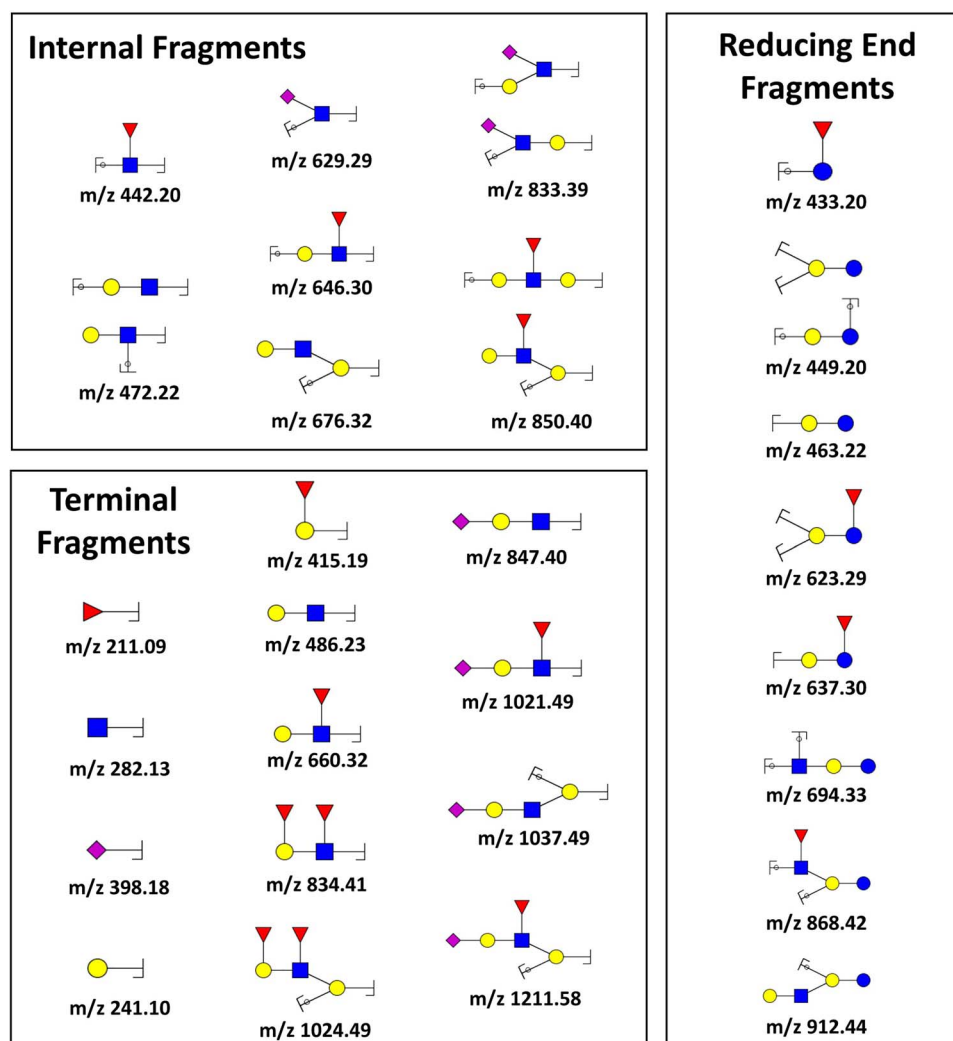 Internal Fragments
m/z 442.20
m/z 629.29
m/z 833.39
m/z 646.30
m/z 472.22
m/z 676.32
m/z 850.40
Terminal
Fragments
m/z 415.19
m/z 847.40
m/z 211.09
m/z 486.23
m/z 1021.49
m/z 282.13
m/z 660.32
m/z 1037.49
m/z 398.18
m/z 834.41
m/z 241.10
m/z 1024.49
m/z 1211.58
Reducing End
Fragments
m/z 433.20
m/z 449.20
m/z 463.22
m/z 623.29
m/z 637.30
m/z 694.33
m/z 868.42
m/z 912.44